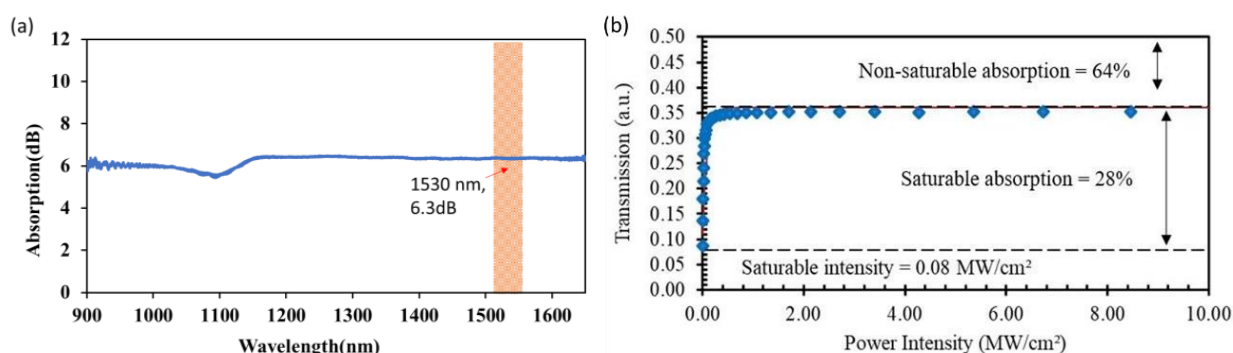 (a)
12
10
8
6
4
2
0
Absorption(dB)
900 1000 1100 1200 1300 1400 1500 1600
Wavelength(nm)
1530 nm,
6.3dB
(b)
0.50
0.45
0.40
0.35
0.30
0.25
0.20
0.15
0.10
0.05
0.00
Transmission (a.u.)
Non-saturable absorption = 64%
Saturable absorption = 28%
Saturable intensity = 0.08 MW/cm²
0.00 2.00 4.00 6.00 8.00 10.00
Power Intensity (MW/cm²)